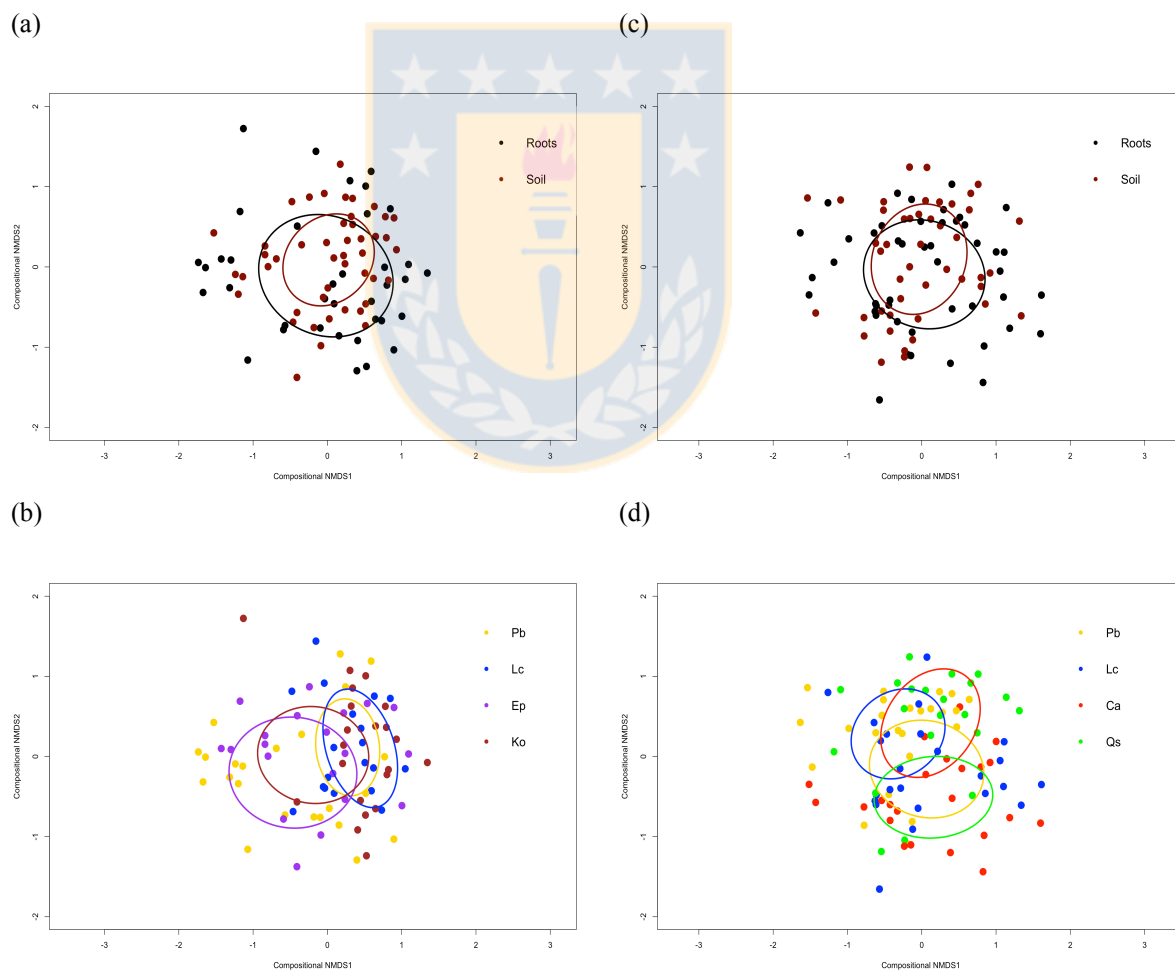 (a)
2
1
0
-1
-2
Compositional NMDS2
Roots
Soil
-3 -2 -1 0 1 2 3
Compositional NMDS1
(c)
2
1
0
-1
-2
Compositional NMDS2
Roots
Soil
-3 -2 -1 0 1 2 3
Compositional NMDS1
(b)
2
1
0
-1
-2
Compositional NMDS2
Pb
Lc
Ep
Ko
-3 -2 -1 0 1 2 3
Compositional NMDS1
(d)
2
1
0
-1
-2
Compositional NMDS2
Pb
Lc
Ca
Qs
-3 -2 -1 0 1 2 3
Compositional NMDS1